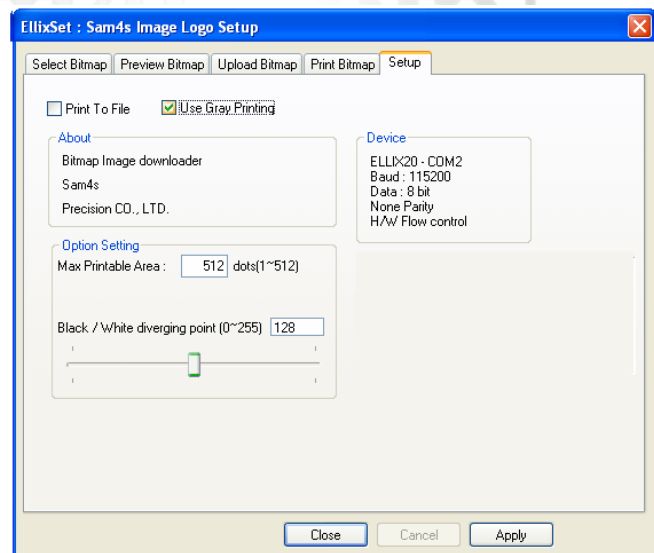 EllixSet : Sam4s Image Logo Setup
Select Bitmap Preview Bitmap Upload Bitmap Print Bitmap Setup
Print To File Use Gray Printing
About
Bitmap Image downloader
Sam4s
Precision CO., LTD.
Device
ELLIX20 - COM2
Baud : 115200
Data : 8 bit
None Parity
H/W Flow control
Option Setting
Max Printable Area : 512 dots(1~512)
Black / White diverging point (0~255) 128
Close Cancel Apply